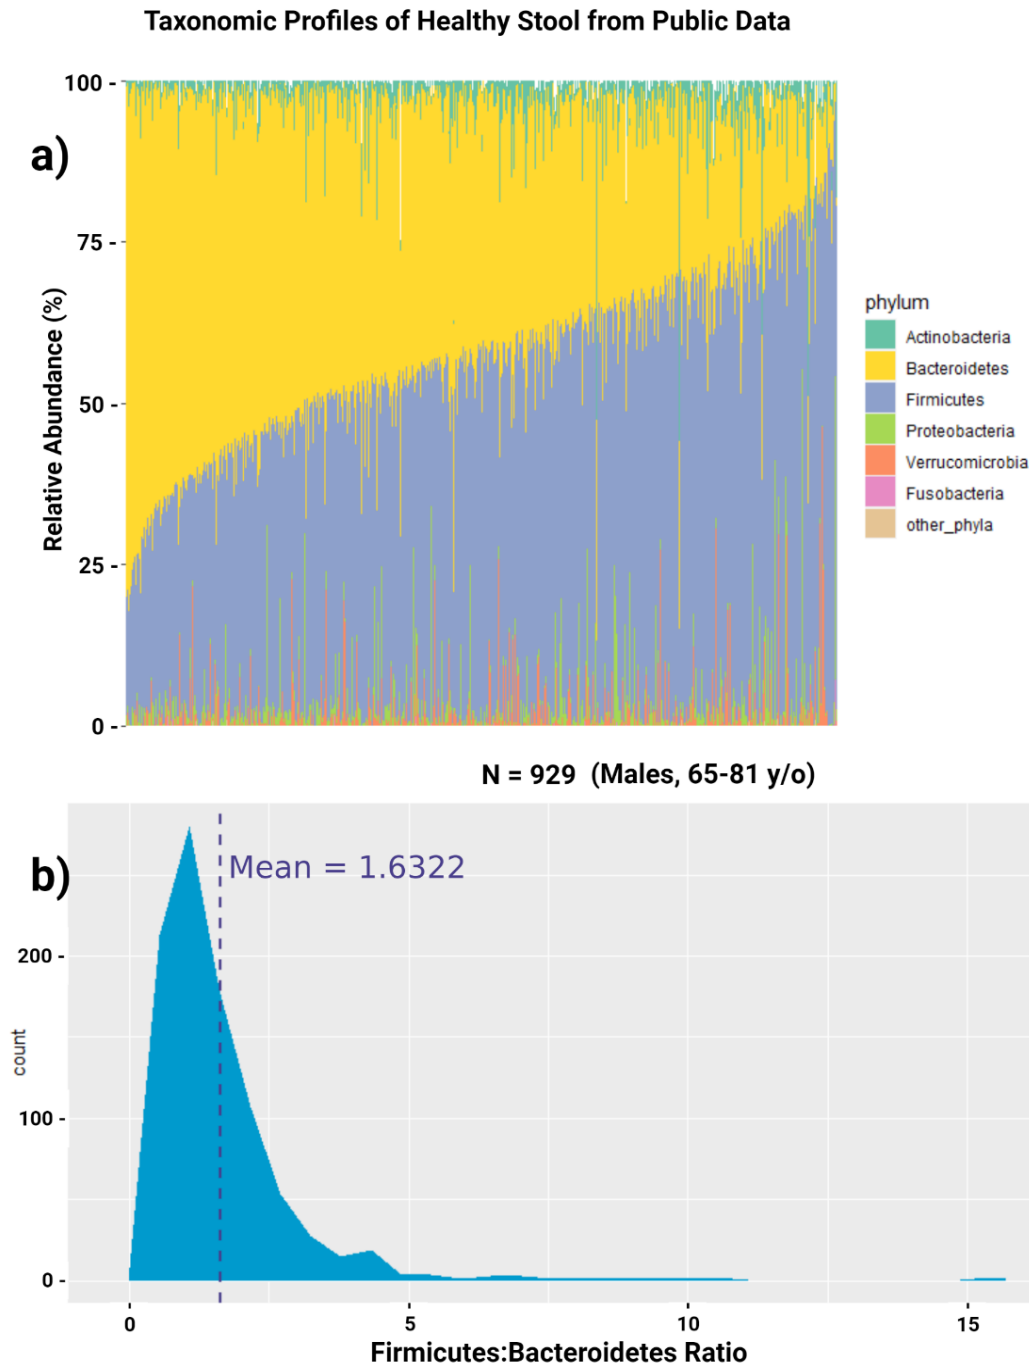 Taxonomic Profiles of Healthy Stool from Public Data
a)
100 -
75 -
50 -
25 -
0 -
Relative Abundance (%)
phylum
Actinobacteria
Bacteroidetes
Firmicutes
Proteobacteria
Verrucomicrobia
Fusobacteria
other_phyla
N = 929 (Males, 65-81 y/o)
b)
Mean = 1.6322
200 -
100 -
0 -
count
0 5 10 15
Firmicutes:Bacteroidetes Ratio